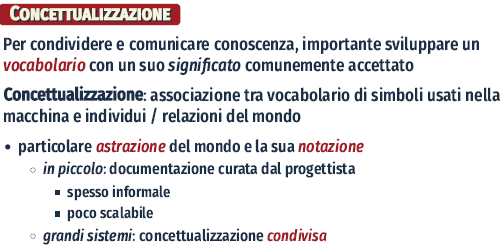 Concettualizzazione
Per condividere e comunicare conoscenza, importante sviluppare un
vocabolario con un suo significato comunemente accettato
Concettualizzazione: associazione tra vocabolario di simboli usati nella
macchina e individui / relazioni del mondo
• particolare astrazione del mondo e la sua notazione
◦ in piccolo: documentazione curata dal progettista
▪ spesso informale
▪ poco scalabile
◦ grandi sistemi: concettualizzazione condivisa